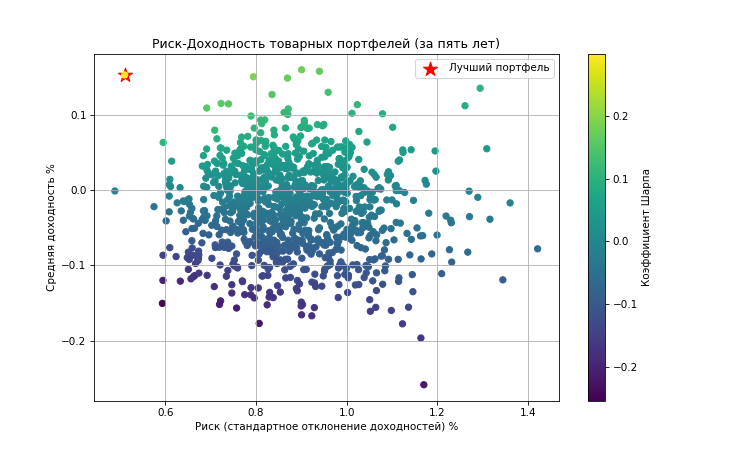 Риск-Доходность товарных портфелей (за пять лет)
Лучший портфель
Средняя доходность %
0.1
0.0
−0.1
−0.2
0.6 0.8 1.0 1.2 1.4
Риск (стандартное отклонение доходностей) %
0.2
0.1
0.0
−0.1
−0.2
Коэффициент Шарпа